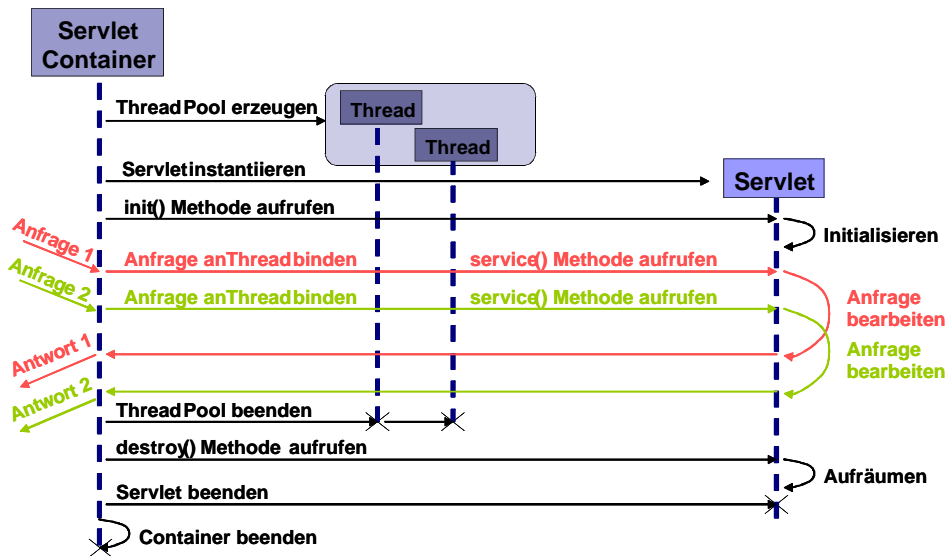 Servlet
Container
ThreadPool erzeugen
Thread
Thread
Servletinstantiieren
Servlet
init() Methode aufrufen
Initialisieren
Anfrage 1
Anfrage anThreadbinden
service() Methode aufrufen
Anfrage 2
Anfrage anThreadbinden
service() Methode aufrufen
Anfrage
bearbeiten
Antwort 1
Anfrage
bearbeiten
Antwort 2
ThreadPool beenden
destroy() Methode aufrufen
Aufräumen
Servlet beenden
Container beenden